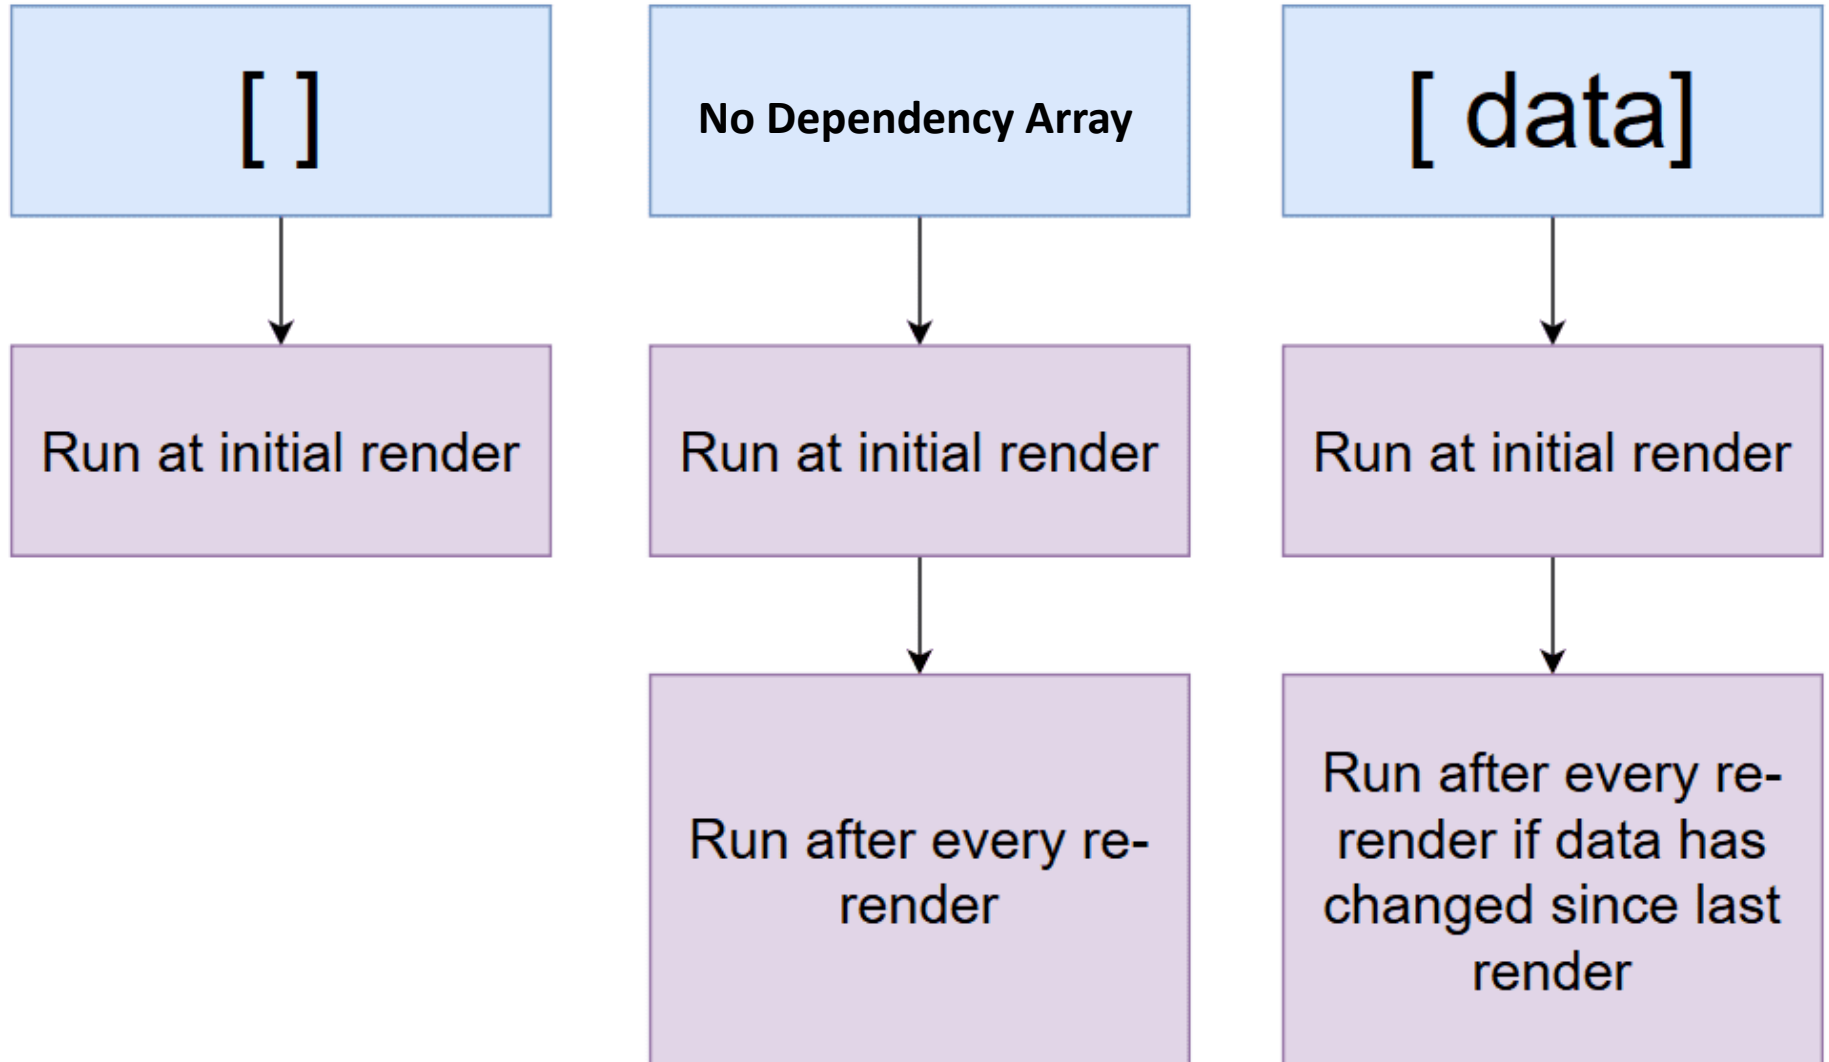 [ ]
No Dependency Array
[ data]
Run at initial render
Run at initial render
Run at initial render
Run after every re-
render
Run after every re-
render if data has
changed since last
render